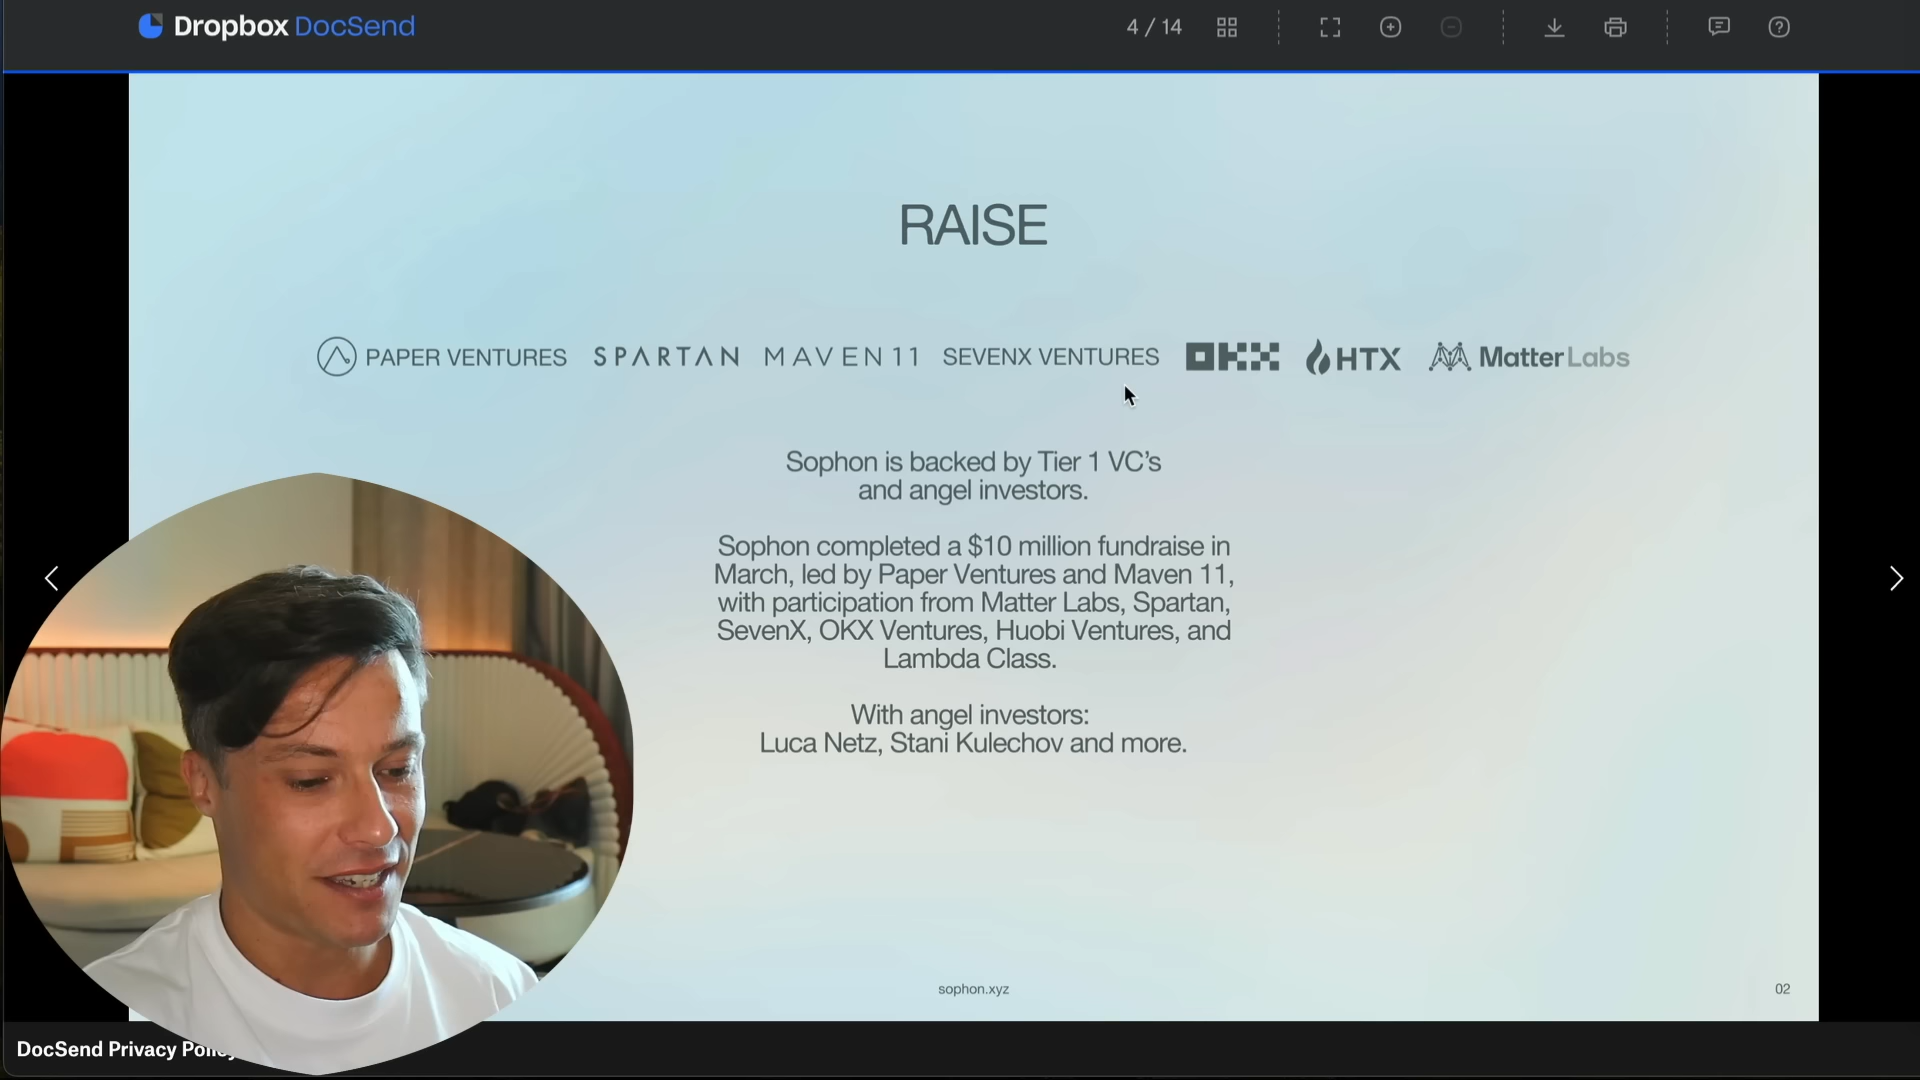 Dropbox DocSend
4 / 14
RAISE
PAPER VENTURES SPARTAN MAVEN 11 SEVENX VENTURES OKX HTX MatterLabs
Sophon is backed by Tier 1 VC's
and angel investors.
Sophon completed a $10 million fundraise in
March, led by Paper Ventures and Maven 11,
with participation from Matter Labs, Spartan,
SevenX, OKX Ventures, Huobi Ventures, and
Lambda Class.
With angel investors:
Luca Netz, Stani Kulechov and more.
sophon.xyz
02
DocSend Privacy Policy